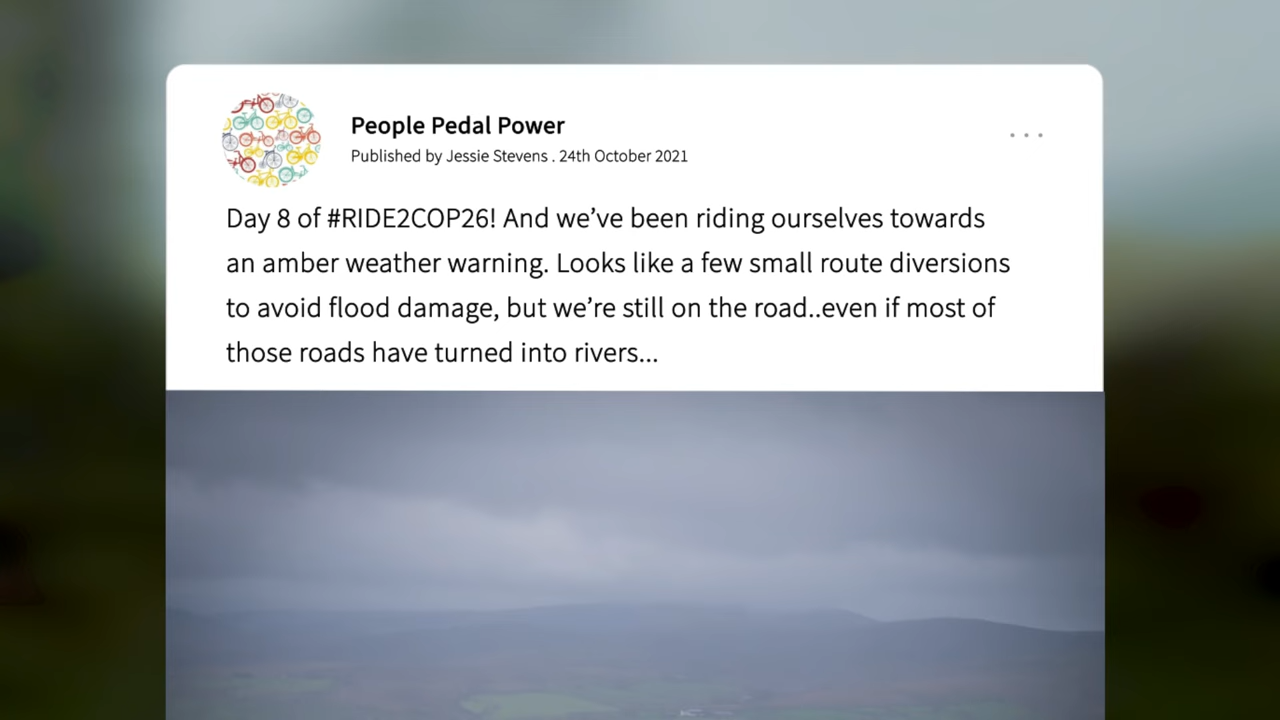 People Pedal Power
Published by Jessie Stevens . 24th October 2021
Day 8 of #RIDE2COP26! And we’ve been riding ourselves towards
an amber weather warning. Looks like a few small route diversions
to avoid flood damage, but we’re still on the road..even if most of
those roads have turned into rivers...